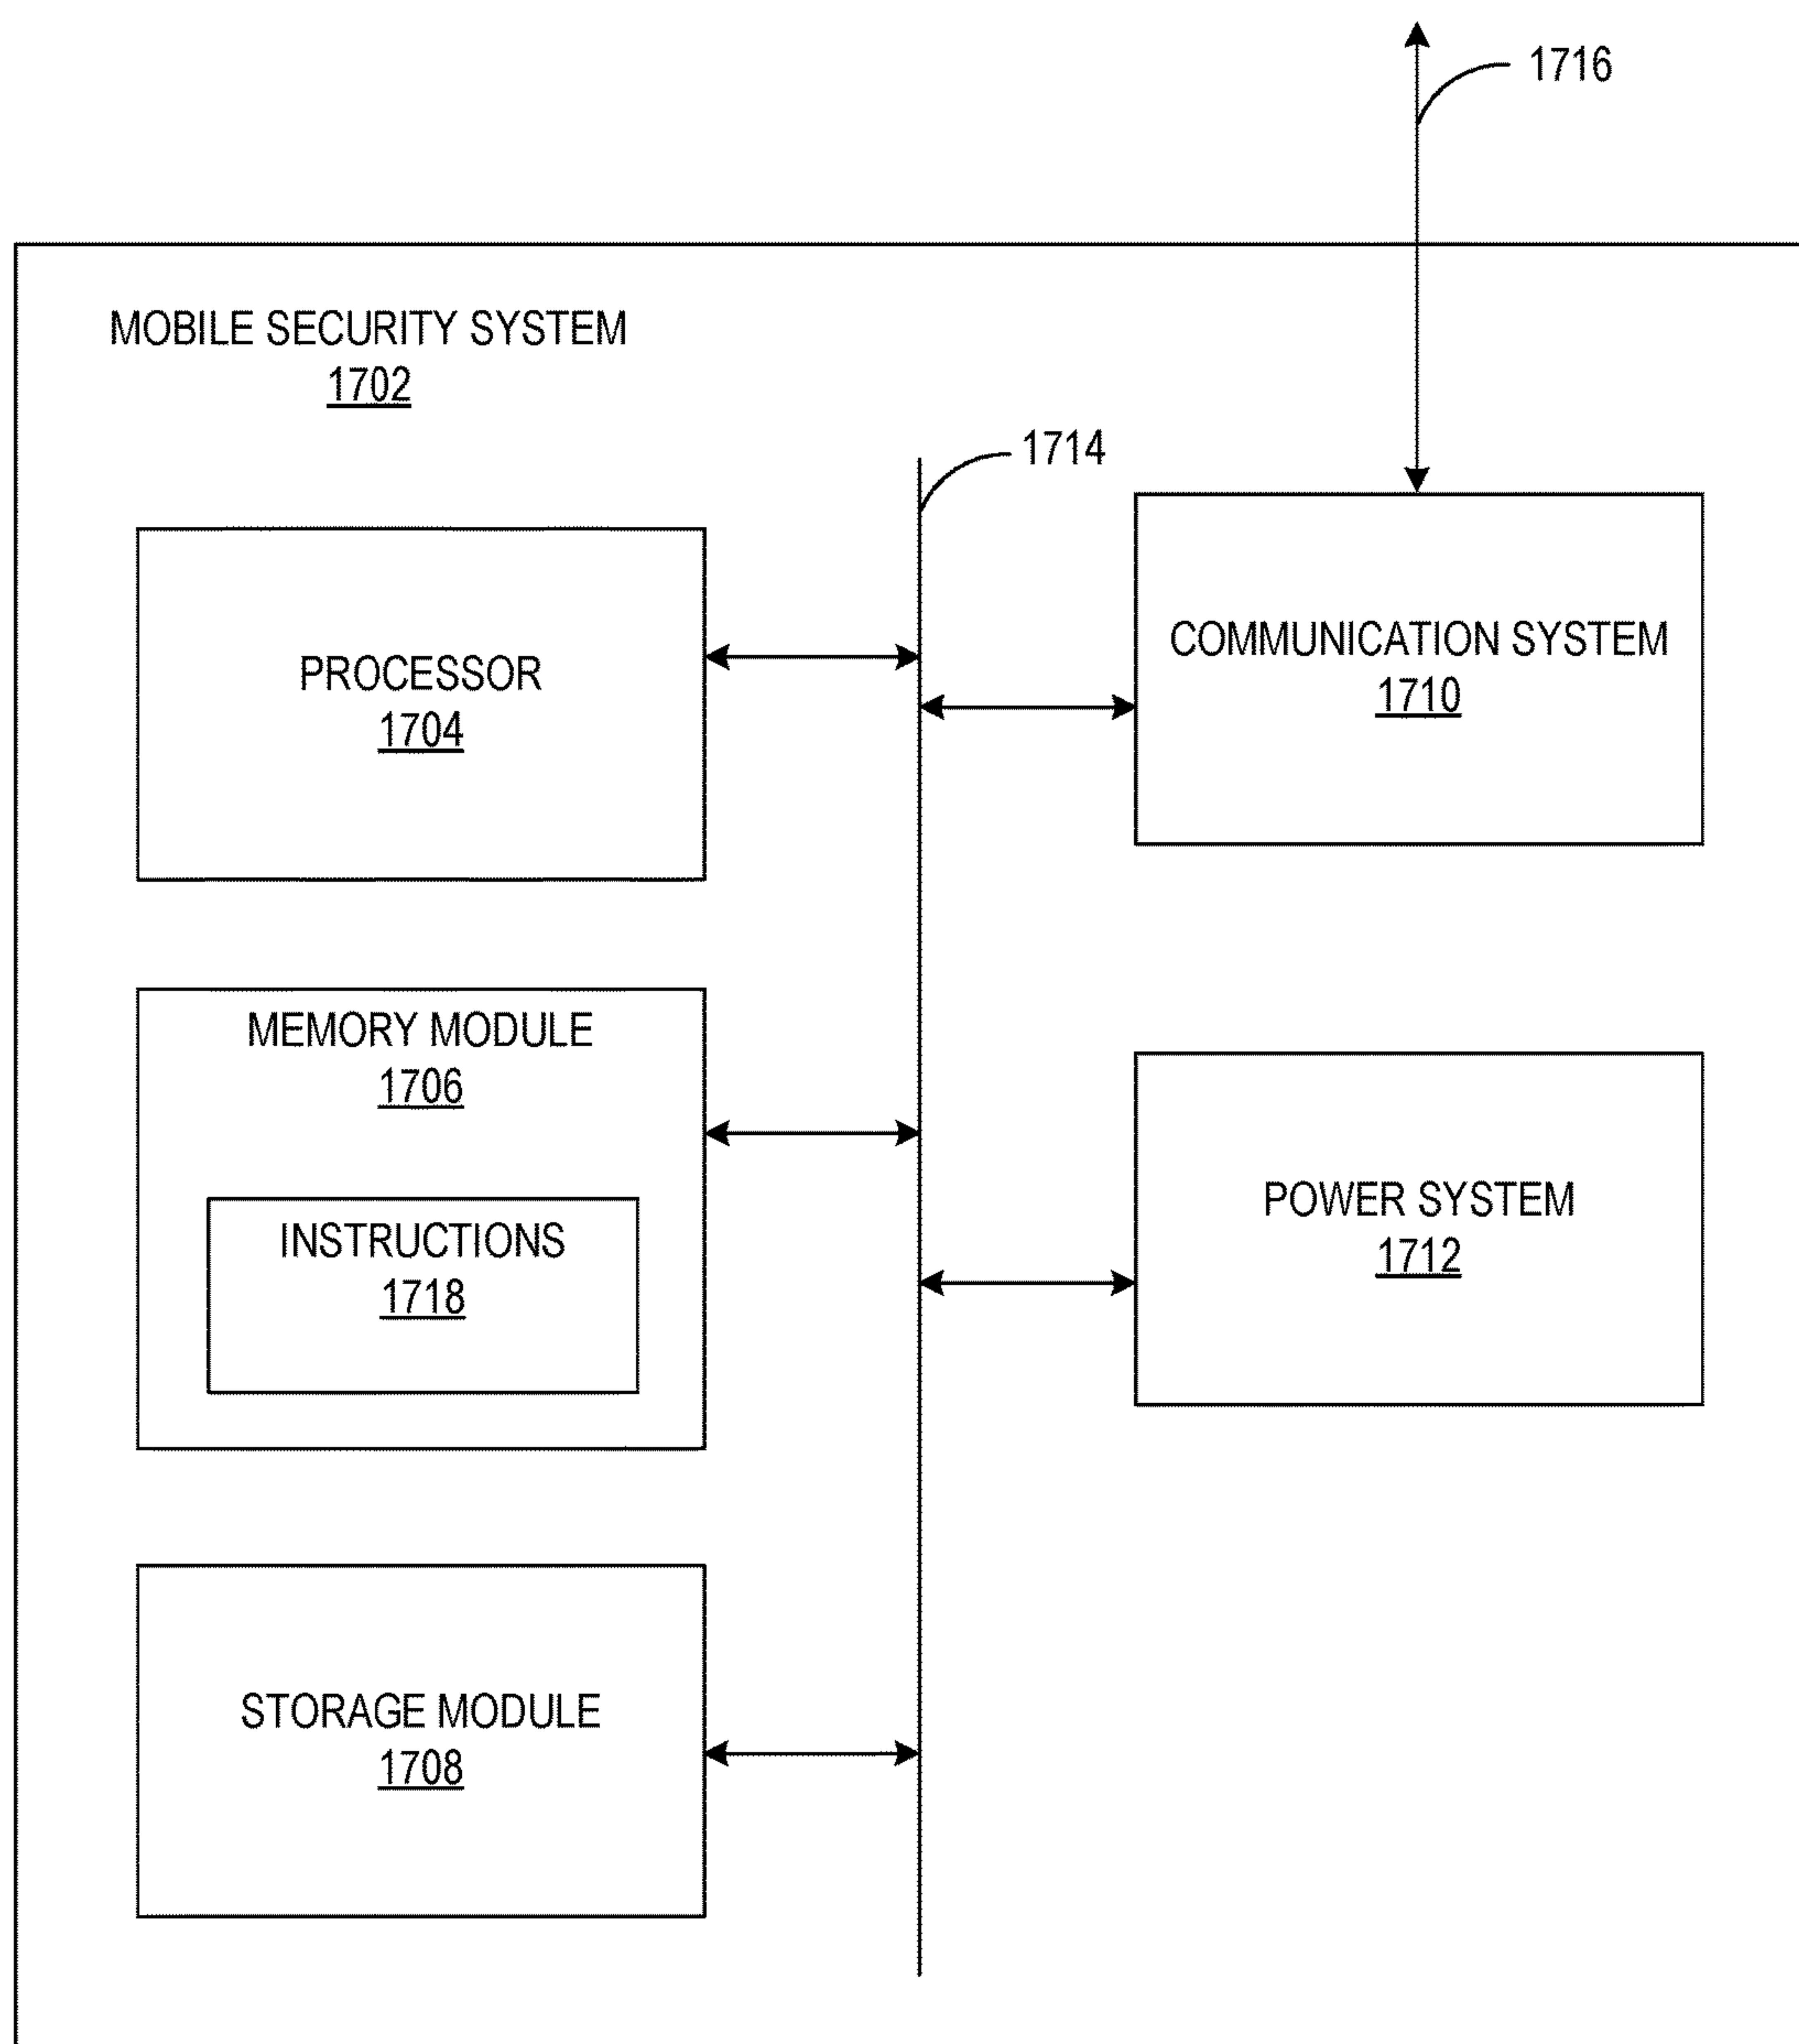 1716
MOBILE SECURITY SYSTEM
1702
1714
PROCESSOR
1704
COMMUNICATION SYSTEM
1710
MEMORY MODULE
1706
INSTRUCTIONS
1718
POWER SYSTEM
1712
STORAGE MODULE
1708